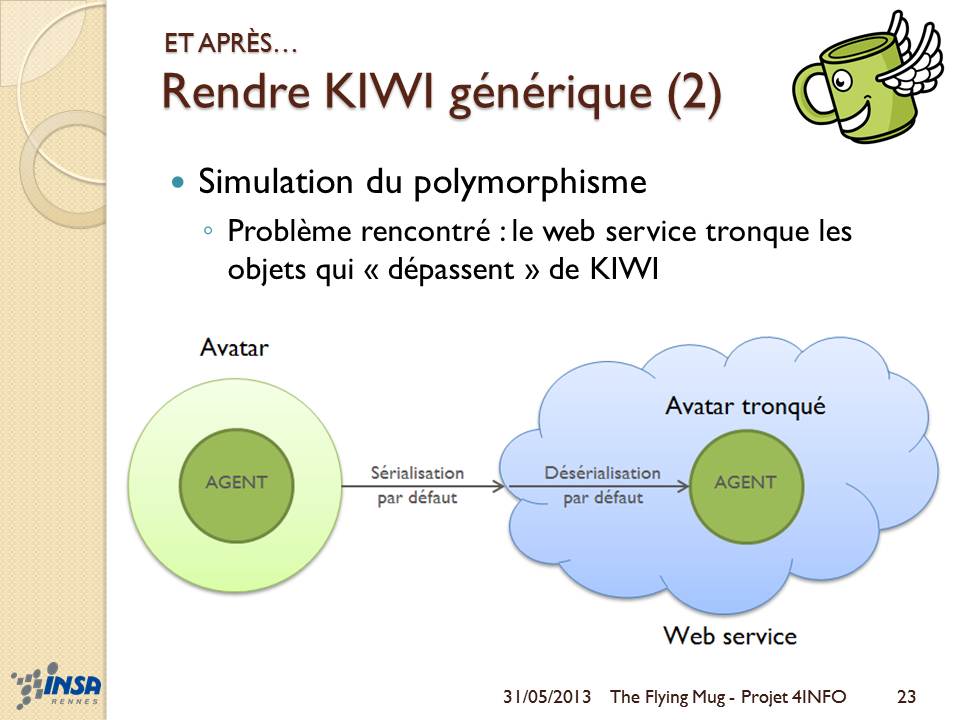 ET APRÈS…
Rendre KIWI générique (2)
Simulation du polymorphisme
Problème rencontré : le web service tronque les
objets qui « dépassent » de KIWI
Avatar
Avatar tronqué
AGENT
Sérialisation
par défaut
Désérialisation
par défaut
AGENT
Web service
INSA
RENNES
31/05/2013
The Flying Mug - Projet 4INFO
23